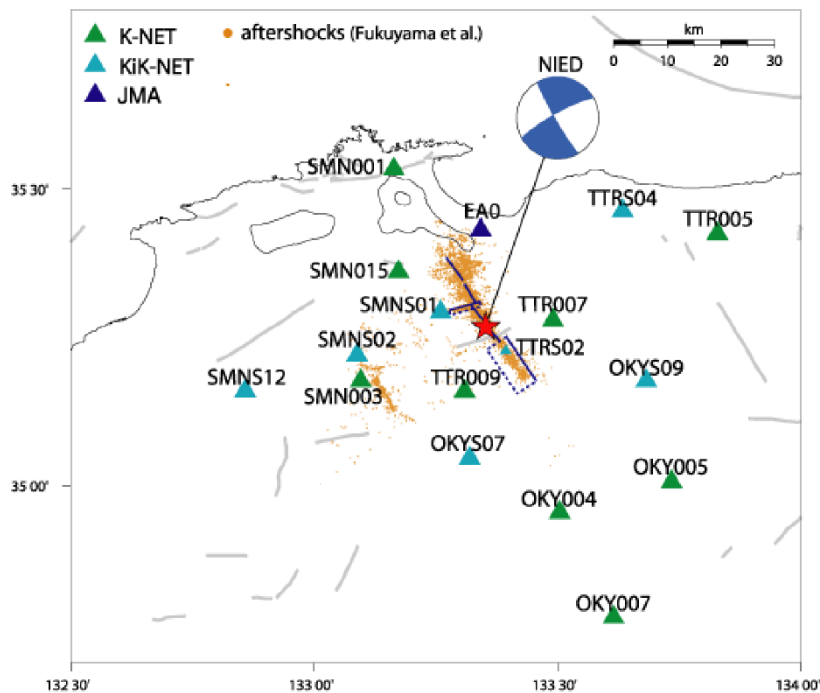 K-NET
KiK-NET
JMA
aftershocks (Fukuyama et al.)
km
0 10 20 30
NIED
SMN001
35 30'
TTRS04
EA0
TTR005
SMN015
SMNS01
TTR007
SMNS02
TTRS02
SMNS12
TTR009
OKYS09
SMN003
OKYS07
OKY005
35 00'
OKY004
OKY007
132 30'
133 00'
133 30'
134 00'